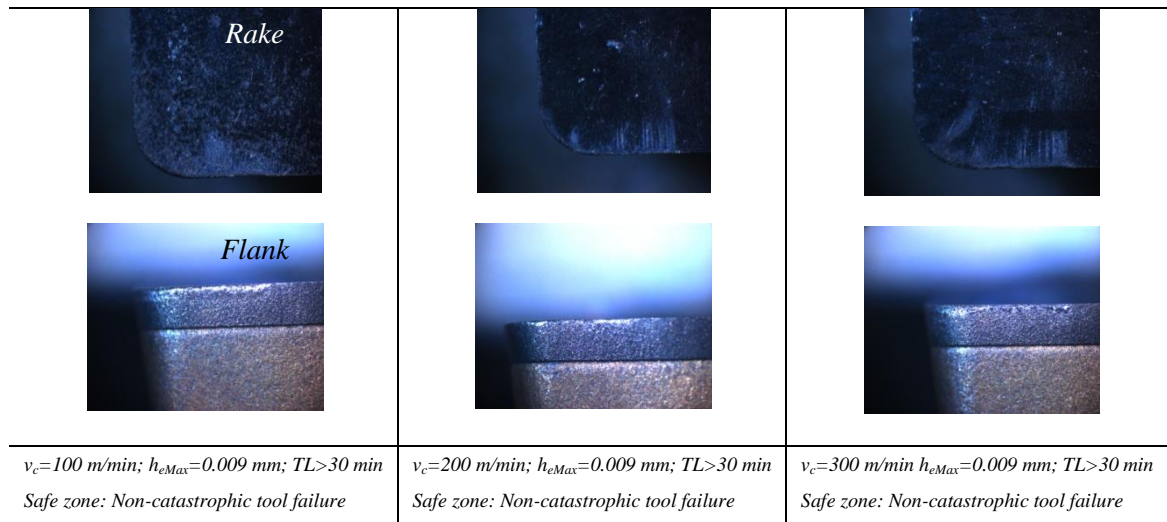 Rake
Flank
v_c=100 m/min; h_eMax=0.009 mm; TL>30 min
Safe zone: Non-catastrophic tool failure
v_c=200 m/min; h_eMax=0.009 mm; TL>30 min
Safe zone: Non-catastrophic tool failure
v_c=300 m/min h_eMax=0.009 mm; TL>30 min
Safe zone: Non-catastrophic tool failure